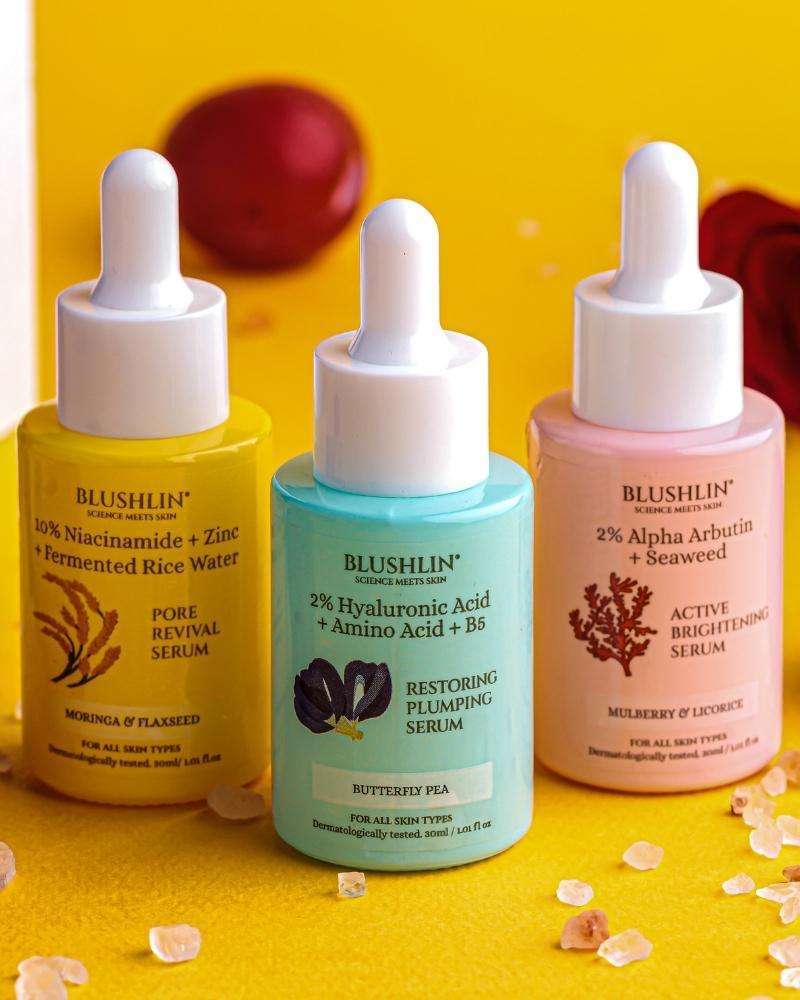 BLUSHLIN®
SCIENCE MEETS SKIN
10% Niacinamide + Zinc
+ Fermented Rice Water
PORE
REVIVAL
SERUM
MORINGA & FLAXSEED
FOR ALL SKIN TYPES
Dermatologically tested. 30ml/ 1.01 fl oz
BLUSHLIN®
SCIENCE MEETS SKIN
2% Hyaluronic Acid
+ Amino Acid + B5
RESTORING
PLUMPING
SERUM
BUTTERFLY PEA
FOR ALL SKIN TYPES
Dermatologically tested. 30ml / 1.01 fl oz
BLUSHLIN®
SCIENCE MEETS SKIN
2% Alpha Arbutin
+ Seaweed
ACTIVE
BRIGHTENING
SERUM
MULBERRY & LICORICE
FOR ALL SKIN TYPES
Dermatologically tested. 30ml / 1.01 fl oz